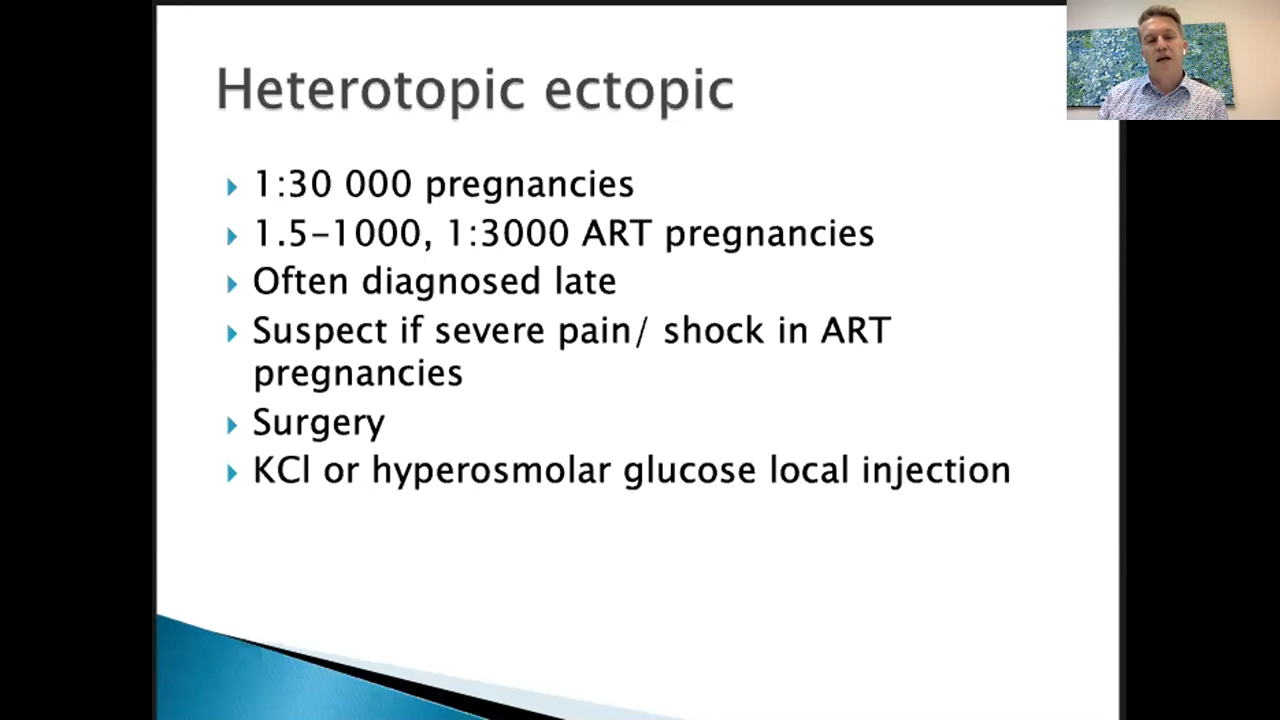 Heterotopic ectopic
1:30 000 pregnancies
1.5-1000, 1:3000 ART pregnancies
Often diagnosed late
Suspect if severe pain/ shock in ART
pregnancies
Surgery
KCl or hyperosmolar glucose local injection